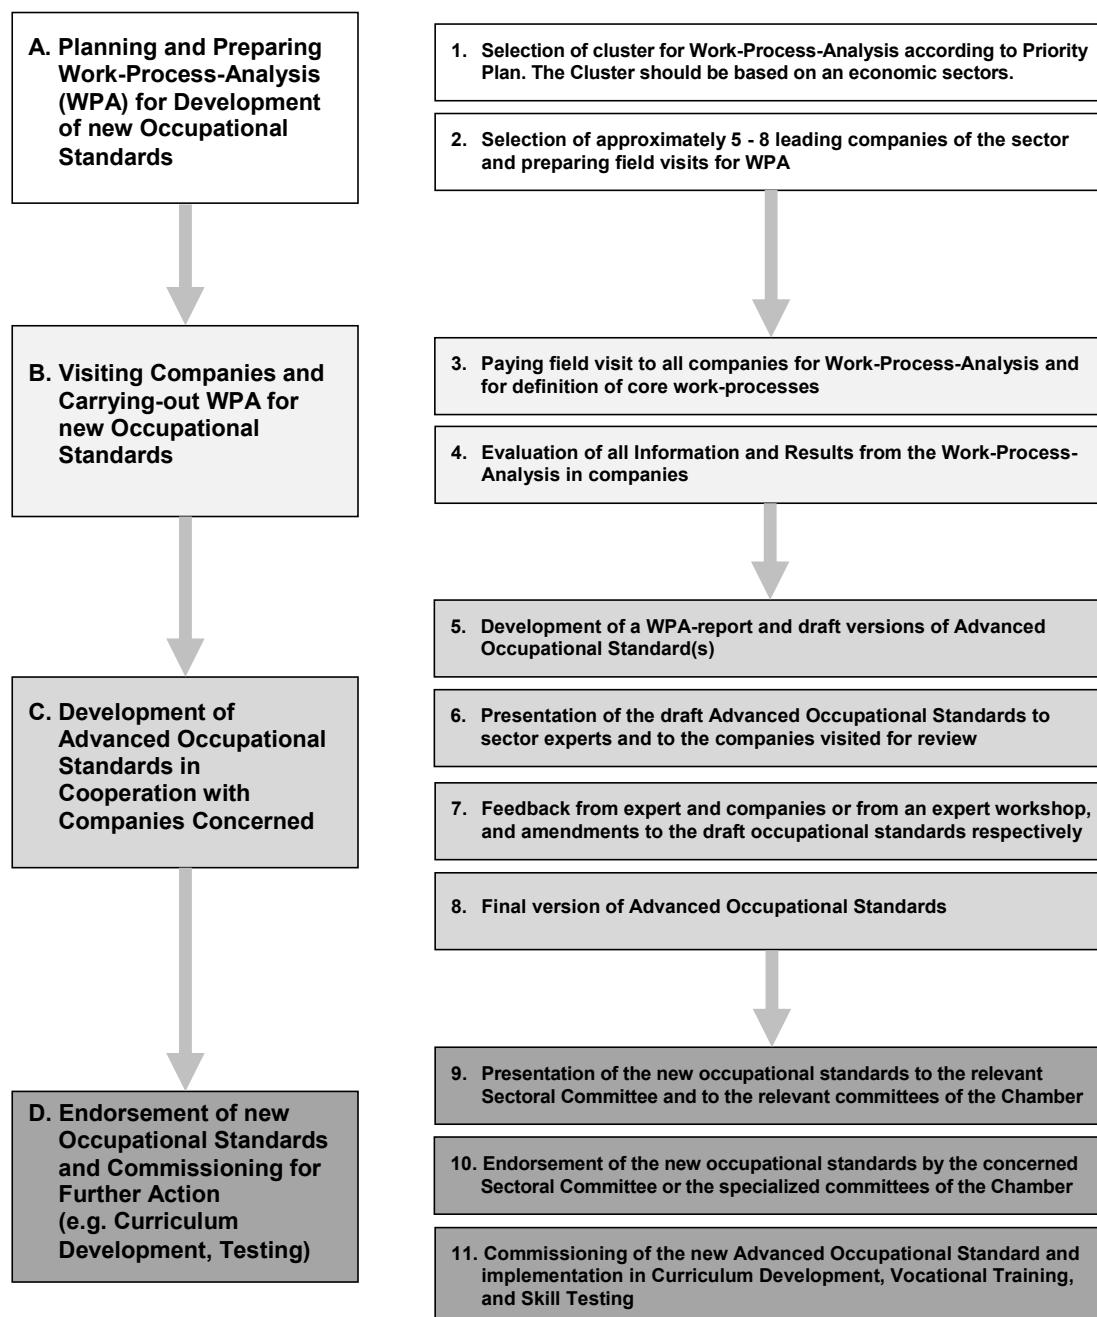 A. Planning and Preparing
Work-Process-Analysis
(WPA) for Development
of new Occupational
Standards
1. Selection of cluster for Work-Process-Analysis according to Priority
Plan. The Cluster should be based on an economic sectors.
2. Selection of approximately 5 - 8 leading companies of the sector
and preparing field visits for WPA
B. Visiting Companies and
Carrying-out WPA for
new Occupational
Standards
3. Paying field visit to all companies for Work-Process-Analysis and
for definition of core work-processes
4. Evaluation of all Information and Results from the Work-Process-
Analysis in companies
C. Development of
Advanced Occupational
Standards in
Cooperation with
Companies Concerned
5. Development of a WPA-report and draft versions of Advanced
Occupational Standard(s)
6. Presentation of the draft Advanced Occupational Standards to
sector experts and to the companies visited for review
7. Feedback from expert and companies or from an expert workshop,
and amendments to the draft occupational standards respectively
8. Final version of Advanced Occupational Standards
D. Endorsement of new
Occupational Standards
and Commissioning for
Further Action
(e.g. Curriculum
Development, Testing)
9. Presentation of the new occupational standards to the relevant
Sectoral Committee and to the relevant committees of the Chamber
10. Endorsement of the new occupational standards by the concerned
Sectoral Committee or the specialized committees of the Chamber
11. Commissioning of the new Advanced Occupational Standard and
implementation in Curriculum Development, Vocational Training,
and Skill Testing